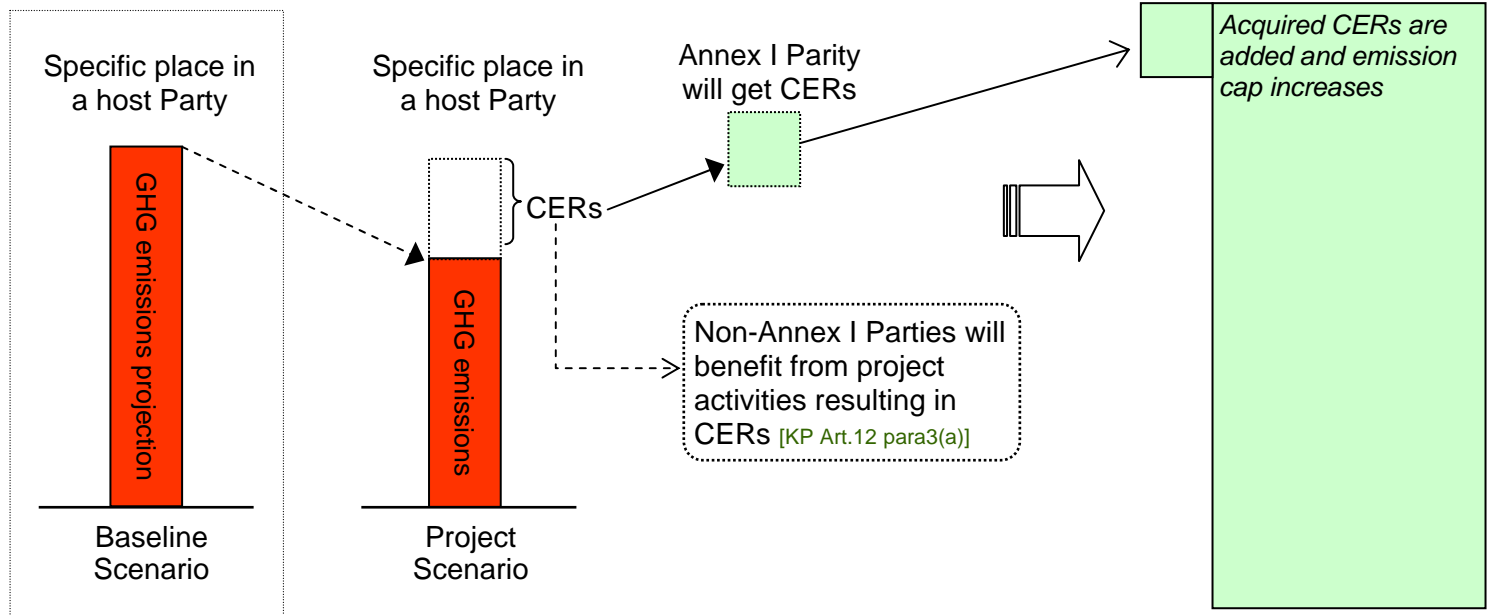 Specific place in
a host Party
GHG emissions projection
Baseline
Scenario
Specific place in
a host Party
CERs
GHG emissions
Project
Scenario
Annex I Parity
will get CERs
Non-Annex I Parties will
benefit from project
activities resulting in
CERs [KP Art.12 para3(a)]
Acquired CERs are
added and emission
cap increases